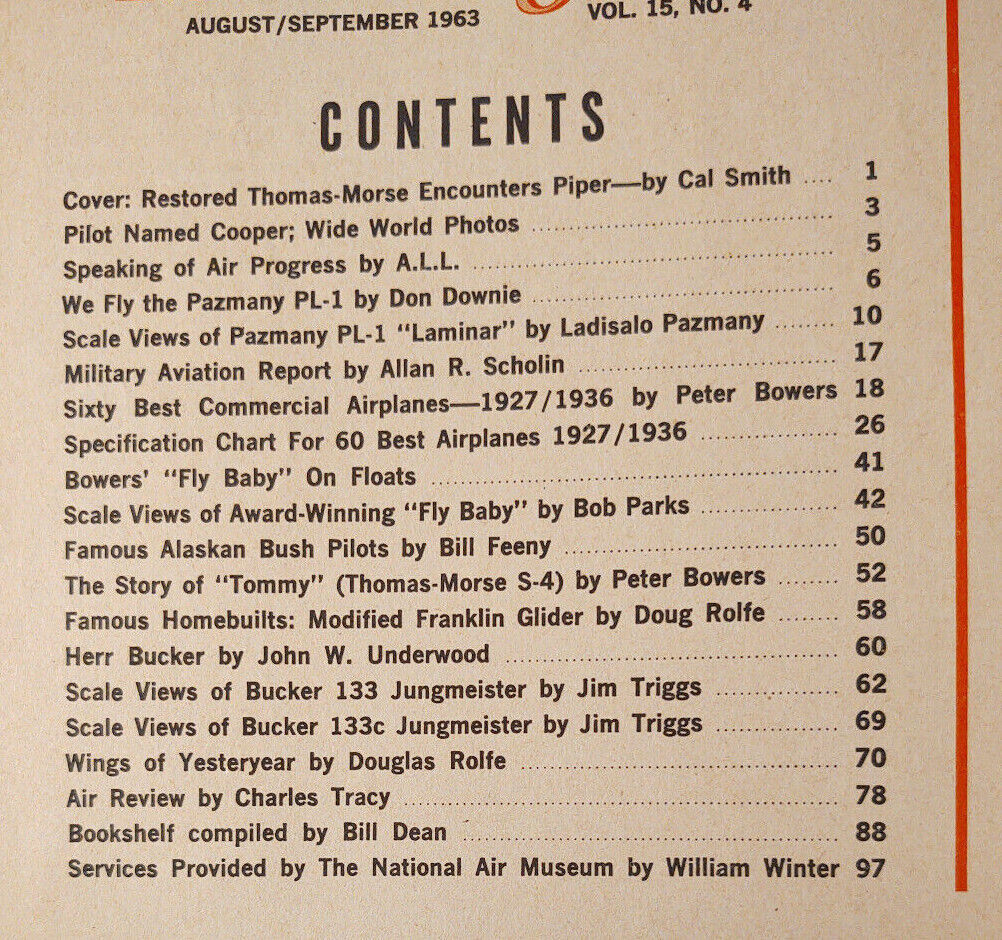 AUGUST/SEPTEMBER 1963
VOL. 15, NO. 4
CONTENTS
Cover: Restored Thomas-Morse Encounters Piper—by Cal Smith .... 1
Pilot Named Cooper; Wide World Photos .... 3
Speaking of Air Progress by A.L.L. .... 5
We Fly the Pazmany PL-1 by Don Downie .... 6
Scale Views of Pazmany PL-1 "Laminar" by Ladisalo Pazmany .... 10
Military Aviation Report by Allan R. Scholin .... 17
Sixty Best Commercial Airplanes—1927/1936 by Peter Bowers 18
Specification Chart For 60 Best Airplanes 1927/1936 .... 26
Bowers' "Fly Baby" On Floats .... 41
Scale Views of Award-Winning "Fly Baby" by Bob Parks .... 42
Famous Alaskan Bush Pilots by Bill Feeny .... 50
The Story of "Tommy" (Thomas-Morse S-4) by Peter Bowers .... 52
Famous Homebuilts: Modified Franklin Glider by Doug Rolfe .... 58
Herr Bucker by John W. Underwood .... 60
Scale Views of Bucker 133 Jungmeister by Jim Triggs .... 62
Scale Views of Bucker 133c Jungmeister by Jim Triggs .... 69
Wings of Yesteryear by Douglas Rolfe .... 70
Air Review by Charles Tracy .... 78
Bookshelf compiled by Bill Dean .... 88
Services Provided by The National Air Museum by William Winter 97